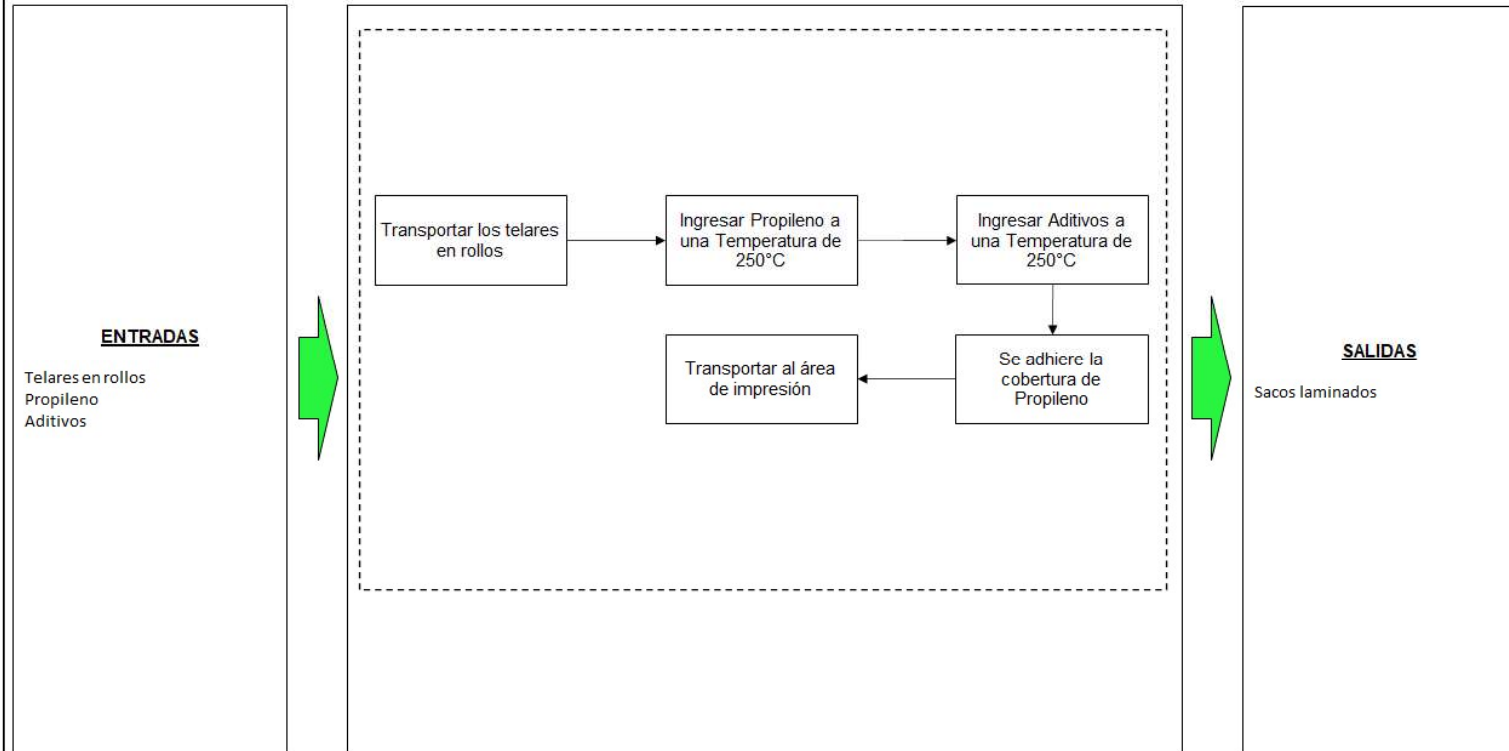 ENTRADAS
Telares en rollos
Propileno
Aditivos
Transportar los telares
en rollos
Ingresar Propileno a
una Temperatura de
250°C
Ingresar Aditivos a
una Temperatura de
250°C
Se adhiere la
cobertura de
Propileno
Transportar al área
de impresión
SALIDAS
Sacos laminados